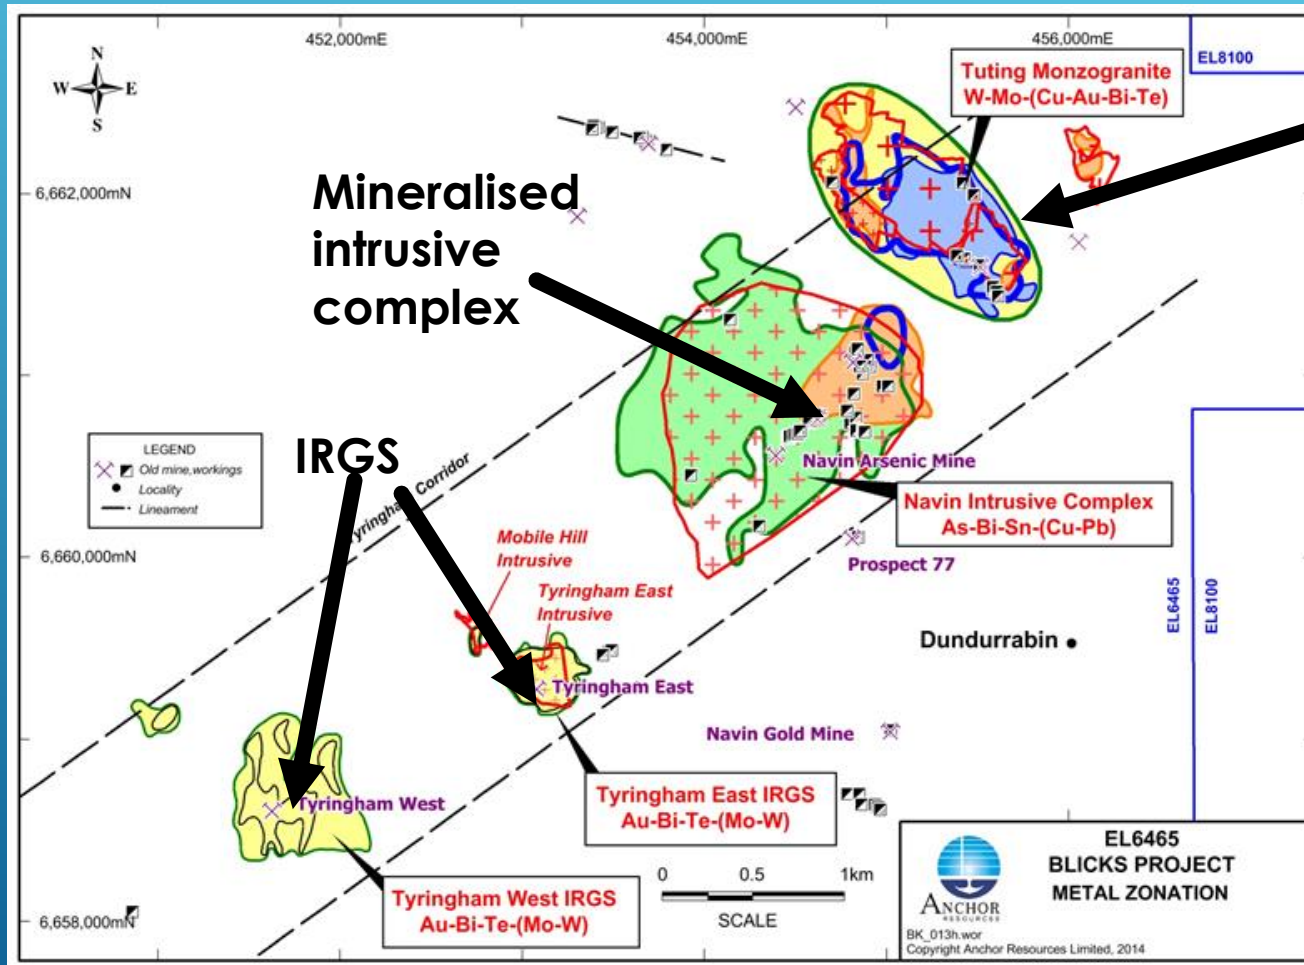 452,000mE
454,000mE
456,000mE
EL8100
N
W
E
S
Tuting Monzogranite
W-Mo-(Cu-Au-Bi-Te)
6,662,000mN
Mineralised
intrusive
complex
LEGEND
Old mine,workings
Locality
Lineament
IRGS
Tyringham Corridor
Navin Arsenic Mine
Navin Intrusive Complex
As-Bi-Sn-(Cu-Pb)
6,660,000mN
Mobile Hill
Intrusive
Prospect 77
Tyringham East
Intrusive
EL6465
EL8100
Dundurrabin
Tyringham East
Navin Gold Mine
Tyringham West
Tyringham East IRGS
Au-Bi-Te-(Mo-W)
Tyringham West IRGS
Au-Bi-Te-(Mo-W)
0 0.5 1km
SCALE
6,658,000mN
EL6465
BLICKS PROJECT
METAL ZONATION
ANCHOR
RESOURCES
BK_013h.wor
Copyright Anchor Resources Limited, 2014